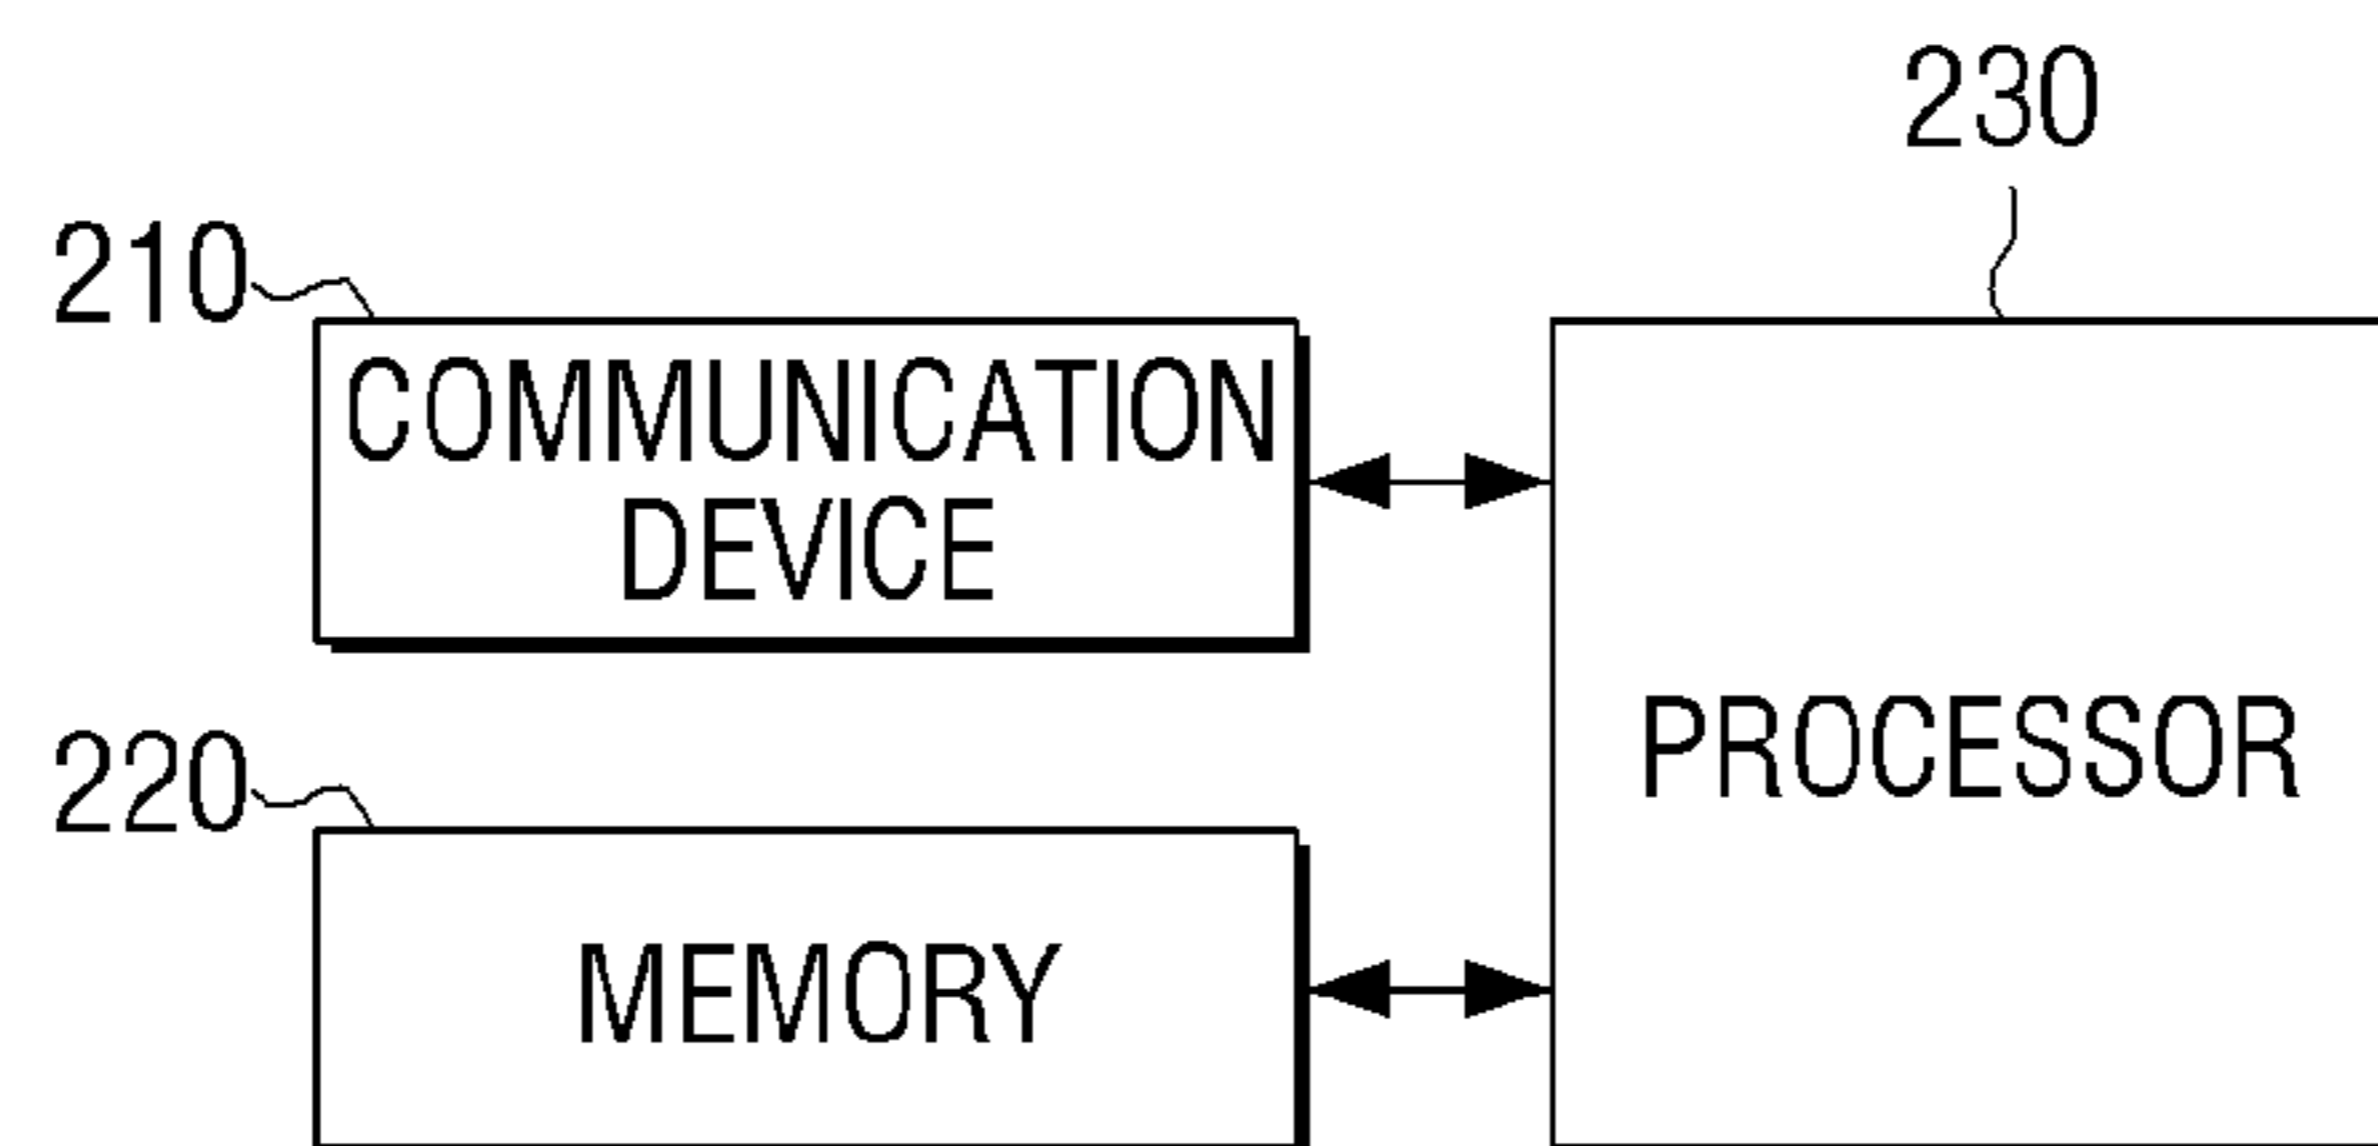 230
210
COMMUNICATION
DEVICE
PROCESSOR
220
MEMORY